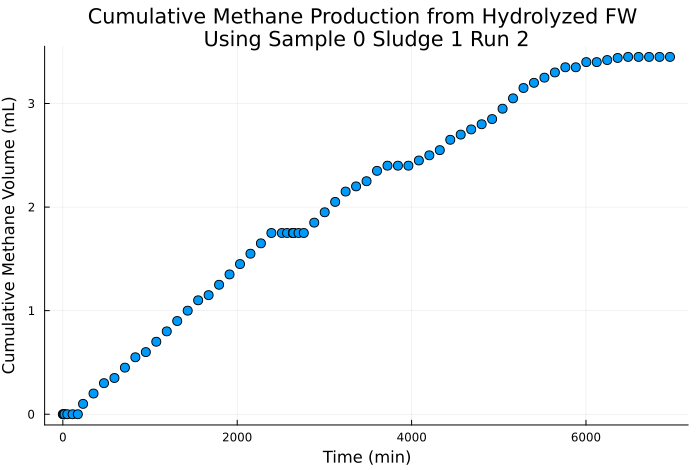 Cumulative Methane Production from Hydrolyzed FW
Using Sample 0 Sludge 1 Run 2
Cumulative Methane Volume (mL)
3
2
1
0
0 2000 4000 6000
Time (min)